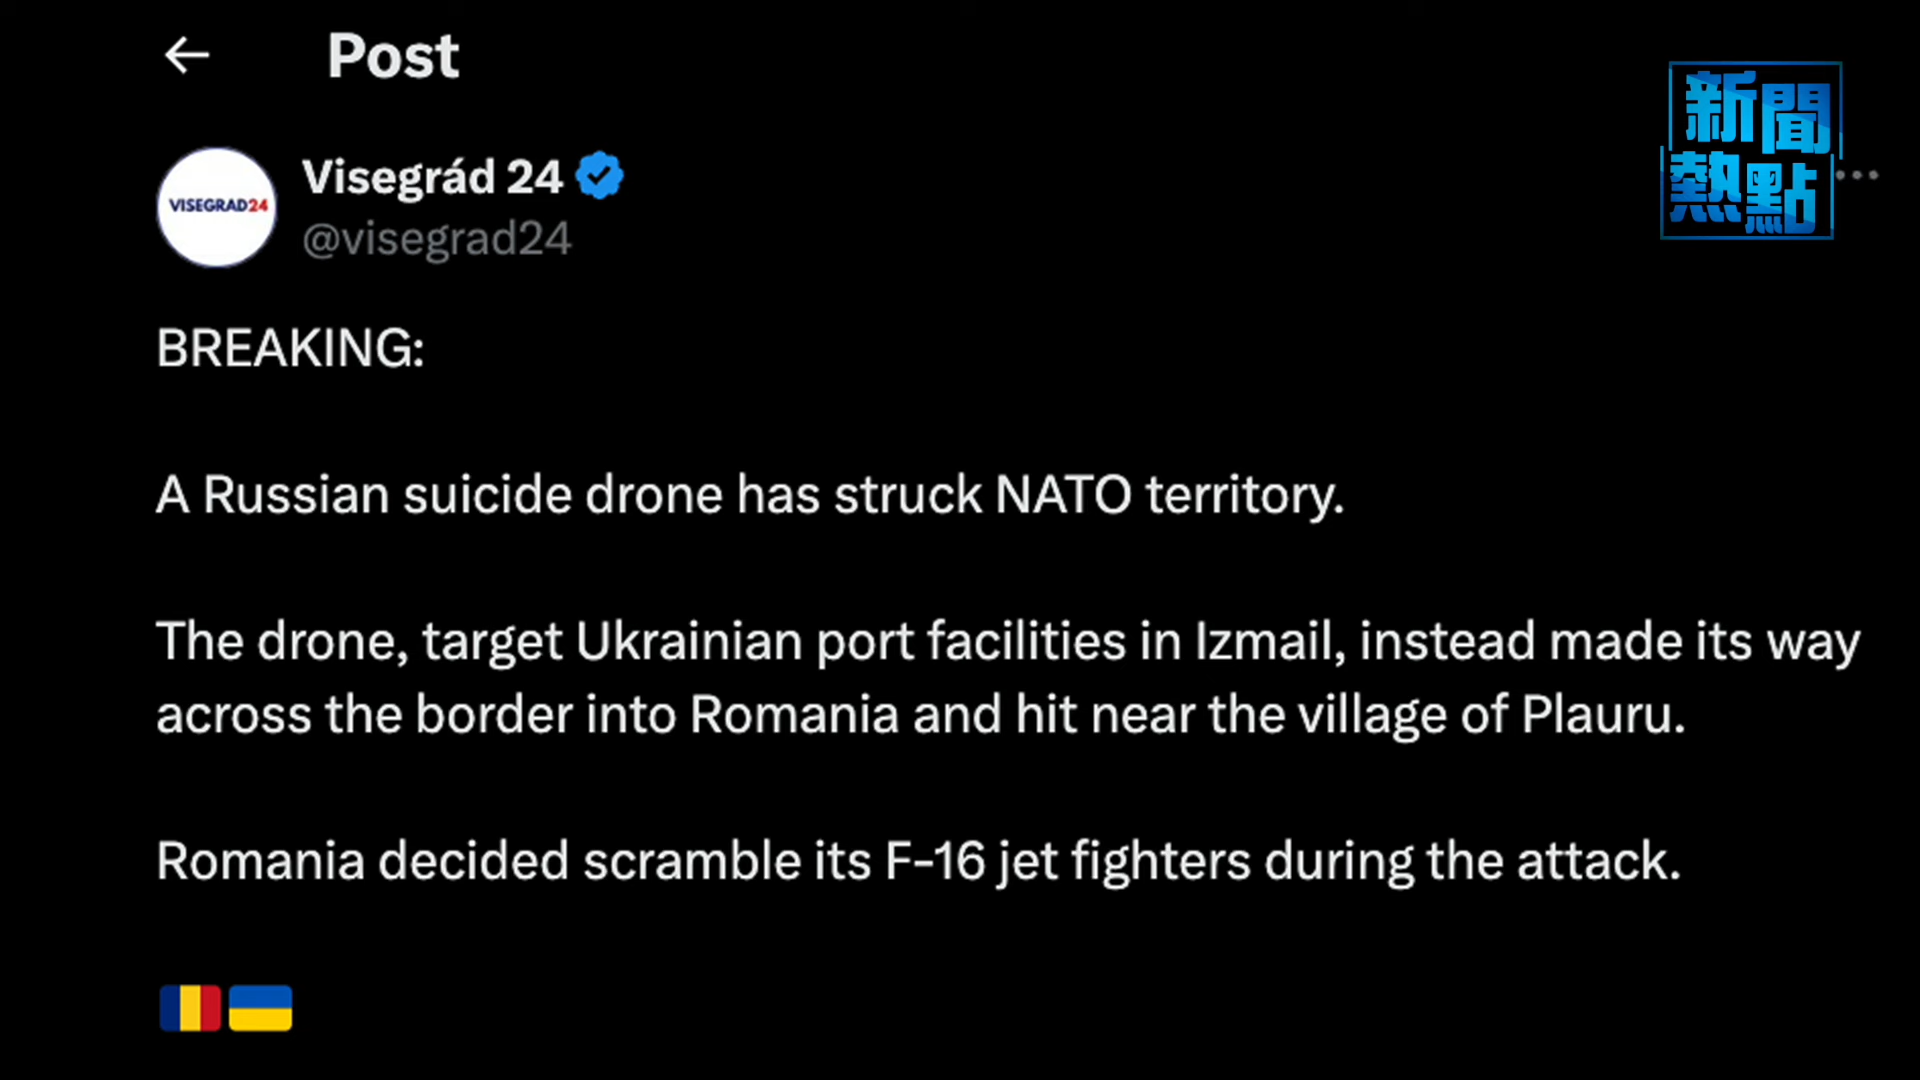 Post
新聞
熱點
VISEGRAD24
Visegrád 24
@visegrad24
BREAKING:
A Russian suicide drone has struck NATO territory.
The drone, target Ukrainian port facilities in Izmail, instead made its way
across the border into Romania and hit near the village of Plauru.
Romania decided scramble its F-16 jet fighters during the attack.